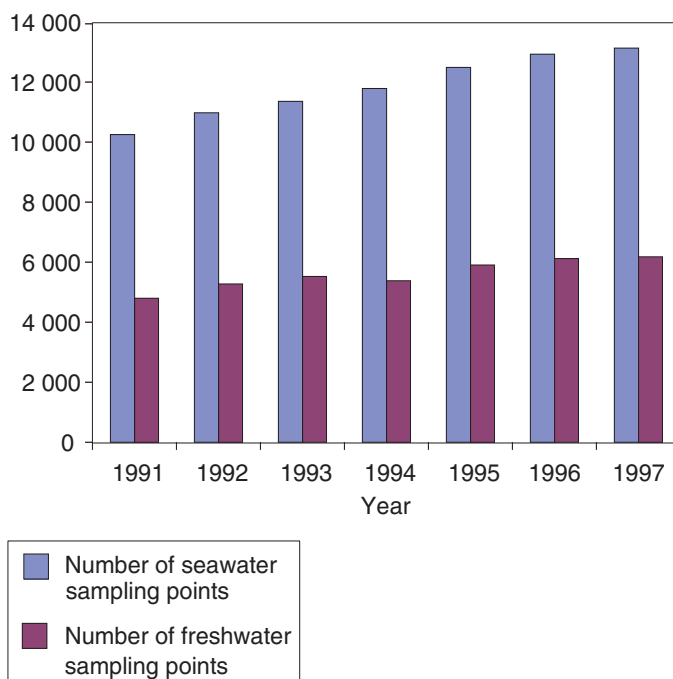 14 000
12 000
10 000
8 000
6 000
4 000
2 000
0
1991 1992 1993 1994 1995 1996 1997
Year
Number of seawater
sampling points
Number of freshwater
sampling points